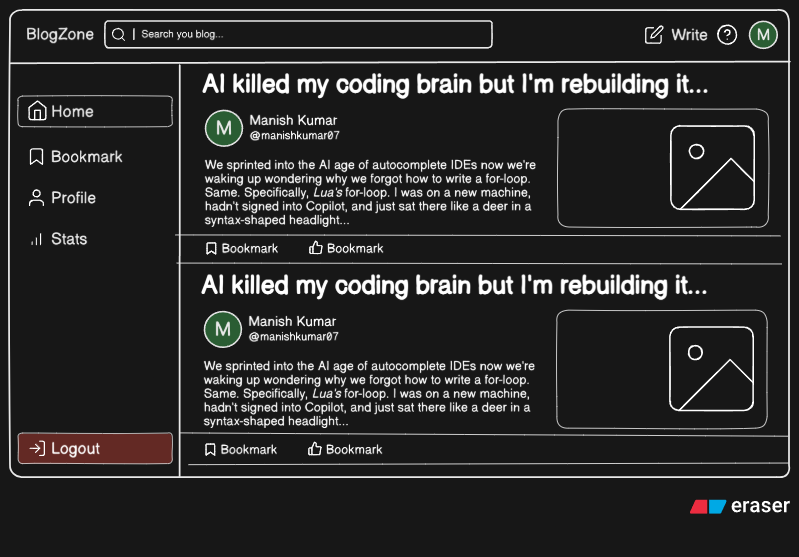 BlogZone
Search you blog...
Write
?
M
Home
Bookmark
Profile
Stats
Logout
AI killed my coding brain but I'm rebuilding it...
M
Manish Kumar
@manishkumar07
We sprinted into the AI age of autocomplete IDEs now we're
waking up wondering why we forgot how to write a for-loop.
Same. Specifically, Lua's for-loop. I was on a new machine,
hadn't signed into Copilot, and just sat there like a deer in a
syntax-shaped headlight...
Bookmark
Bookmark
AI killed my coding brain but I'm rebuilding it...
M
Manish Kumar
@manishkumar07
We sprinted into the AI age of autocomplete IDEs now we're
waking up wondering why we forgot how to write a for-loop.
Same. Specifically, Lua's for-loop. I was on a new machine,
hadn't signed into Copilot, and just sat there like a deer in a
syntax-shaped headlight...
Bookmark
Bookmark
eraser